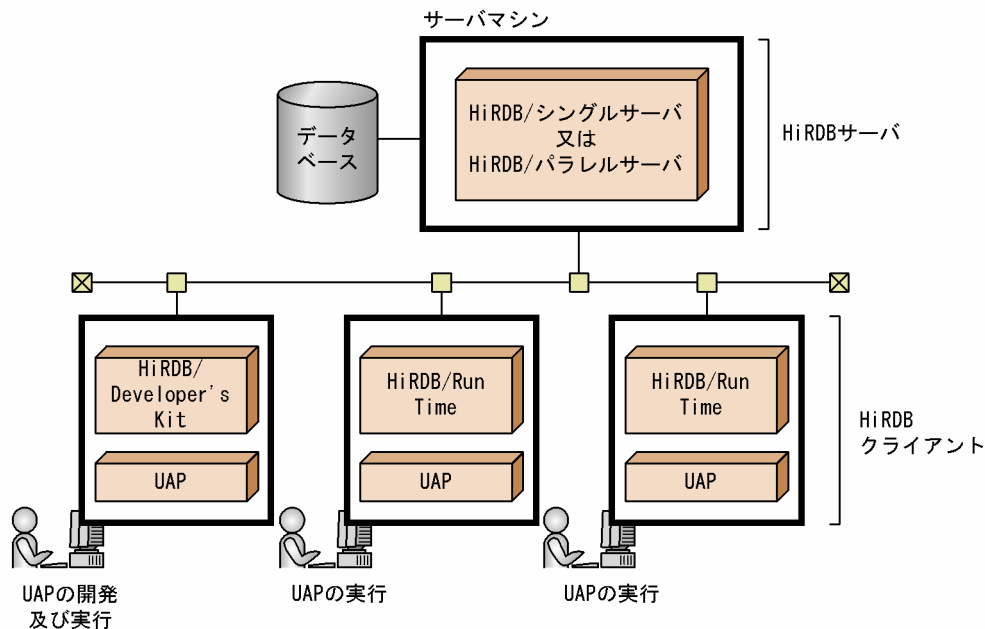 サーバマシン
データ
ベース
HiRDB/シングルサーバ
又は
HiRDB/パラレルサーバ
HiRDBサーバ
HiRDB/
Developer's
Kit
UAP
HiRDB/Run
Time
UAP
HiRDB/Run
Time
UAP
HiRDB
クライアント
UAPの開発
及び実行
UAPの実行
UAPの実行